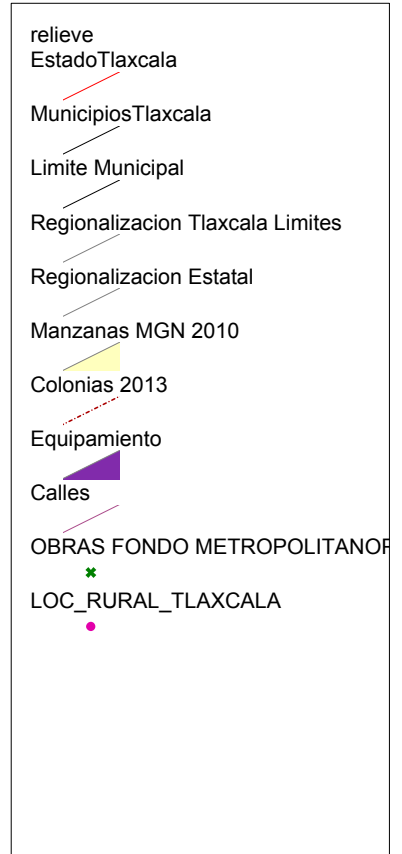 relieve
EstadoTlaxcala
MunicipiosTlaxcala
Limite Municipal
Regionalizacion Tlaxcala Limites
Regionalizacion Estatal
Manzanas MGN 2010
Colonias 2013
Equipamiento
Calles
OBRAS FONDO METROPOLITANOP
LOC_RURAL_TLAXCALA